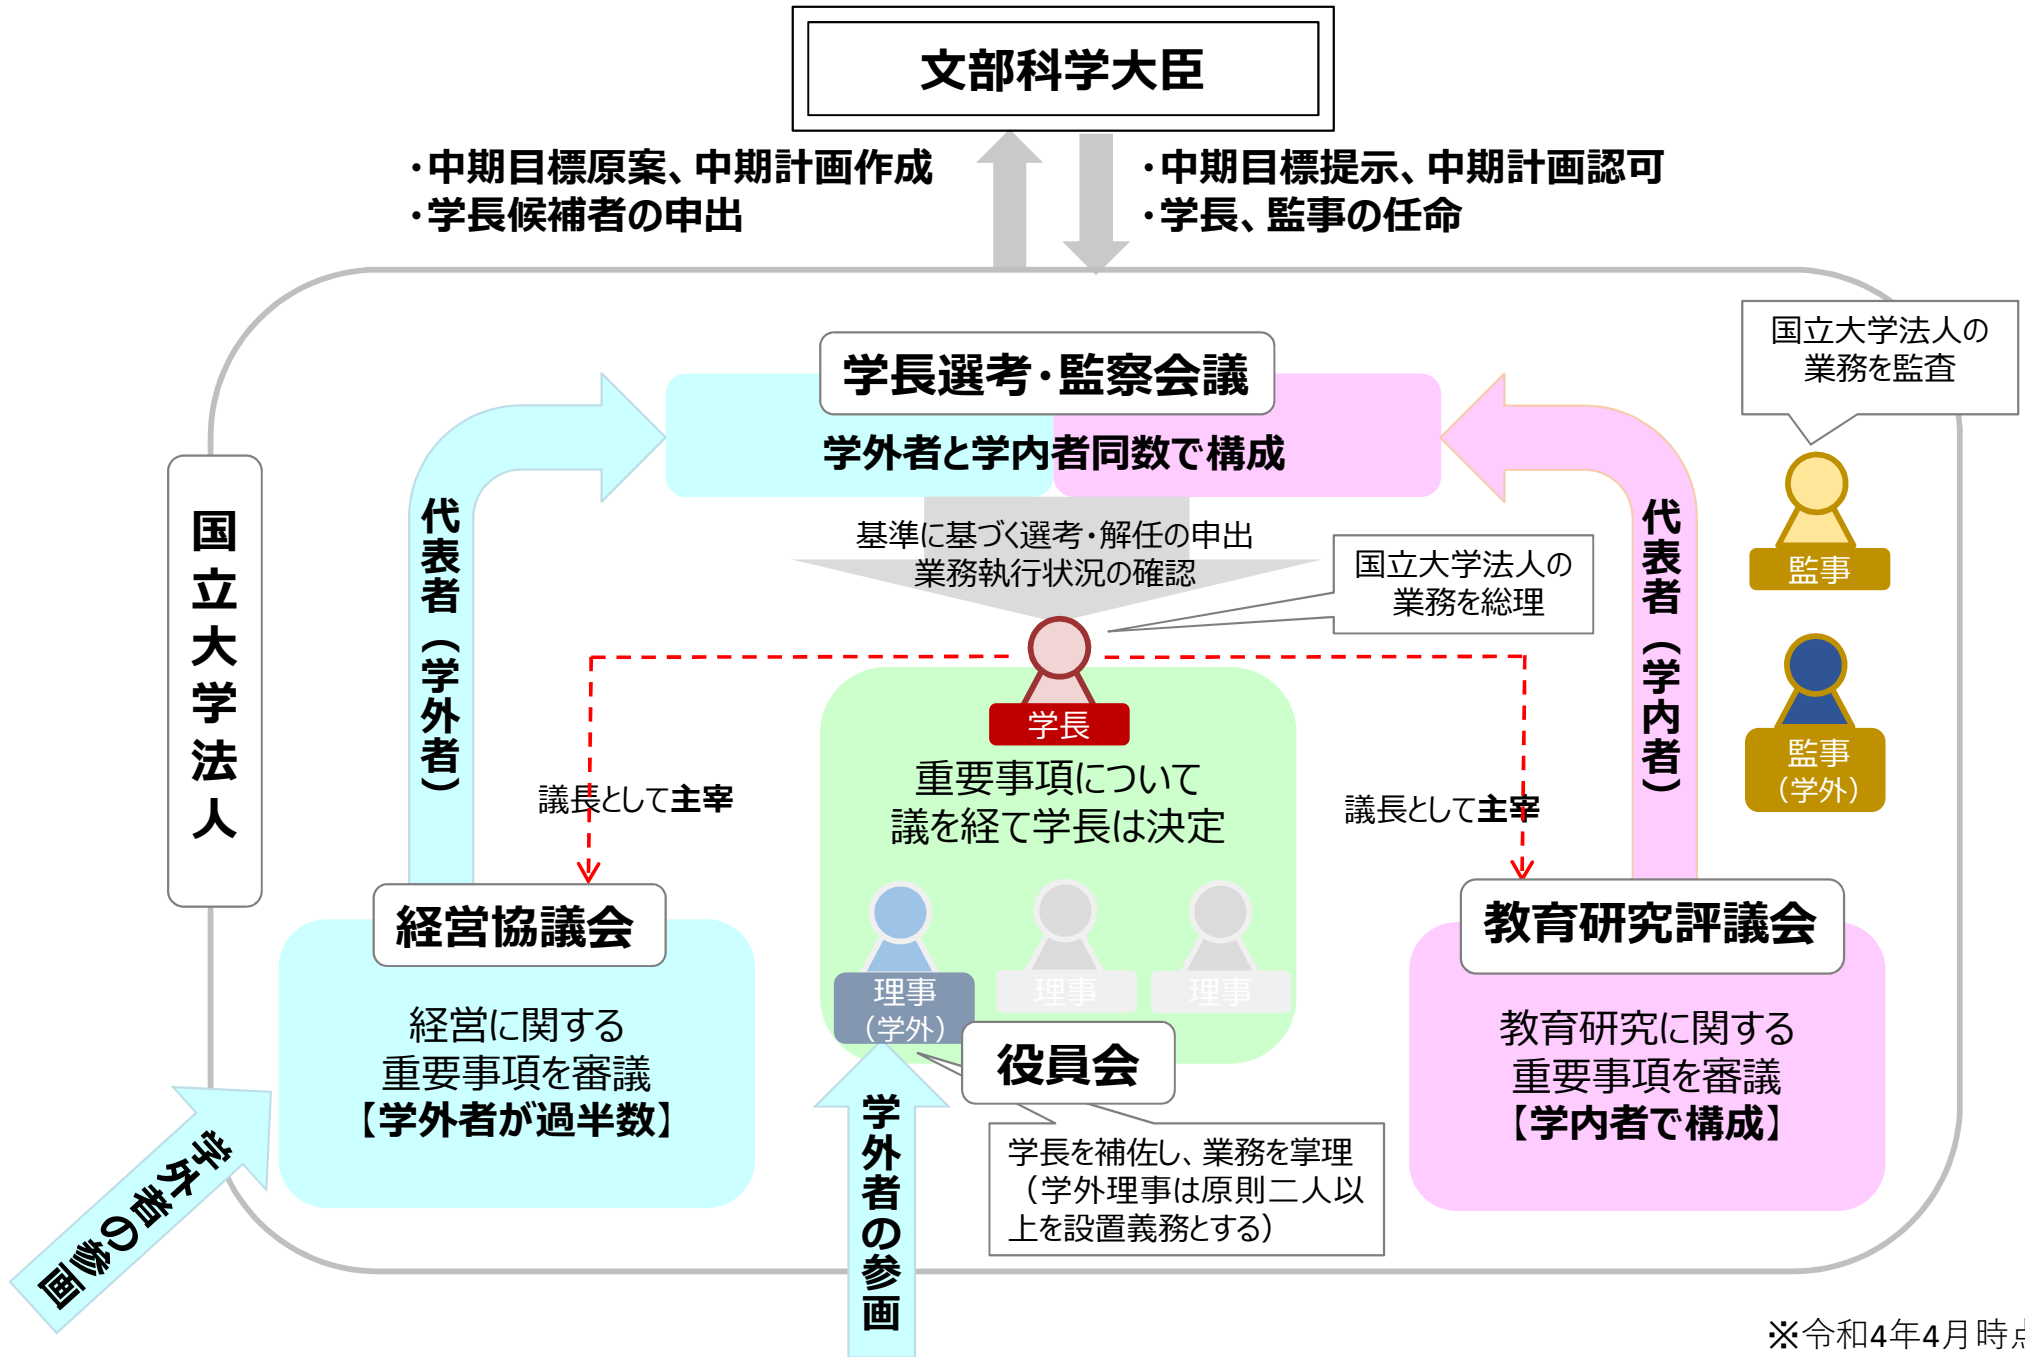 文部科学大臣
・中期目標原案、中期計画作成
・学長候補者の申出
・中期目標提示、中期計画認可
・学長、監事の任命
国立大学法人の
業務を監査
学長選考・監察会議
学外者と学内者同数で構成
国立大学法人
代表者（学外者）
代表者（学内者）
基準に基づく選考・解任の申出
業務執行状況の確認
国立大学法人の
業務を総理
監事
監事
（学外）
学長
重要事項について
議を経て学長は決定
議長として主宰
議長として主宰
経営協議会
経営に関する
重要事項を審議
【学外者が過半数】
理事
（学外）
理事
理事
役員会
学長を補佐し、業務を掌理
（学外理事は原則二人以
上を設置義務とする）
教育研究評議会
教育研究に関する
重要事項を審議
【学内者で構成】
学外者の参画
学外者の参画
※令和4年4月時点